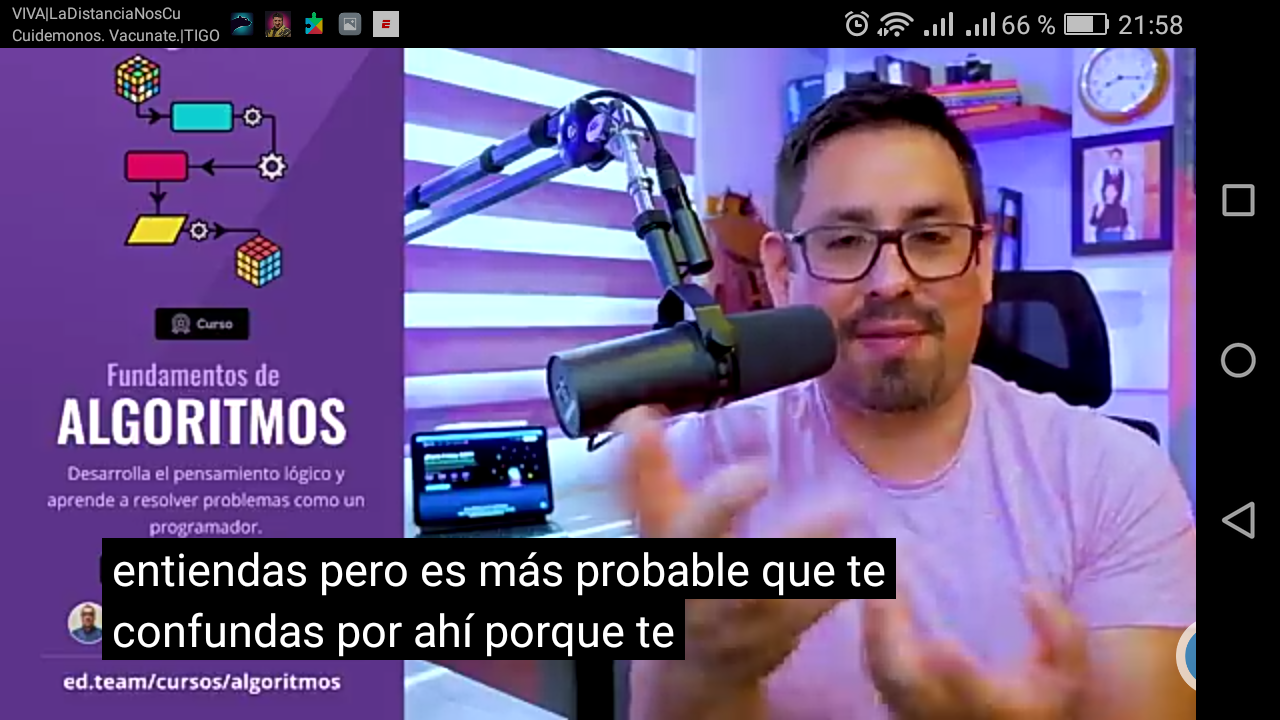 VIVA|LaDistanciaNosCu
Cuidemonos. Vacunate.|TIGO
66 %
21:58
Curso
Fundamentos de
ALGORITMOS
Desarrolla el pensamiento lógico y
aprende a resolver problemas como un
programador.
entiendas pero es más probable que te
confundas por ahí porque te
ed.team/cursos/algoritmos